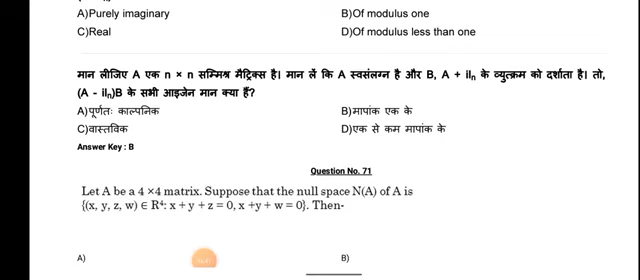 A)Purely imaginary B)Of modulus one
C)Real D)Of modulus less than one
मान लीजिए A एक n × n सम्मिश्र मैट्रिक्स है। मान लें कि A स्वसंलग्न है और B, A + iIₙ के व्युत्क्रम को दर्शाता है। तो,
(A - iIₙ)B के सभी आइजेन मान क्या हैं?
A)पूर्णतः काल्पनिक B)मापांक एक के
C)वास्तविक D)एक से कम मापांक के
Answer Key : B
Question No. 71
Let A be a 4 ×4 matrix. Suppose that the null space N(A) of A is
{(x, y, z, w) ∈ R⁴: x + y + z = 0, x +y + w = 0}. Then-
A) B)